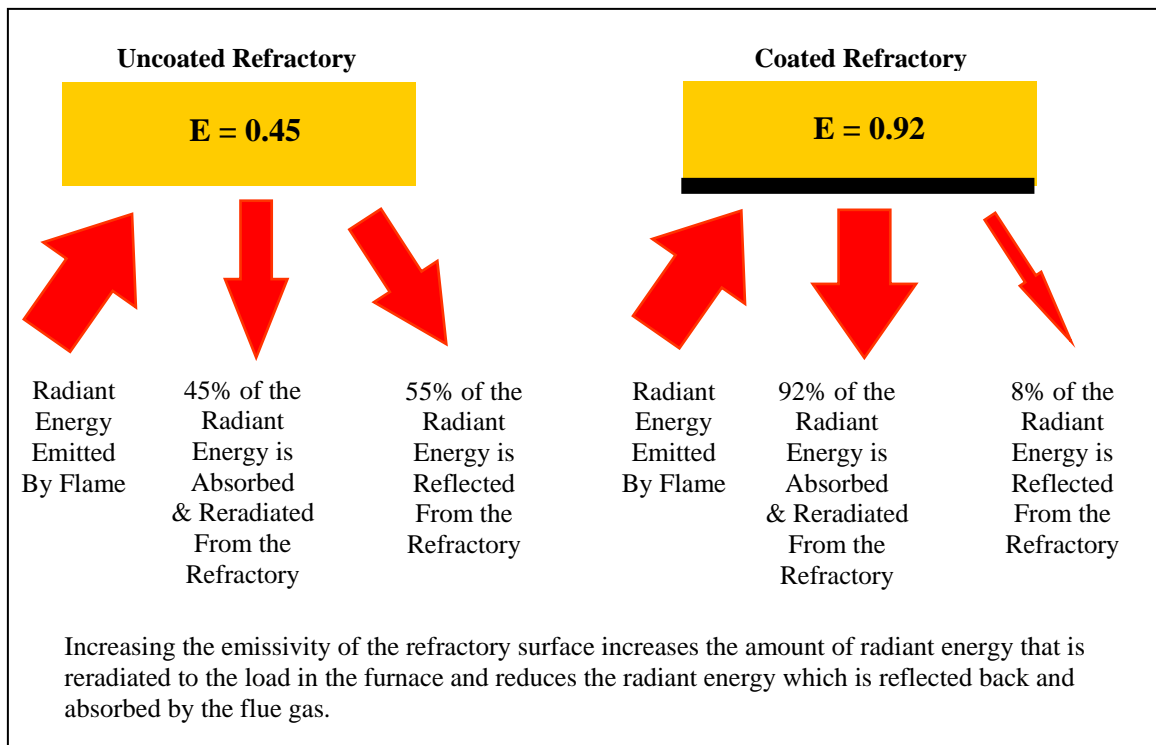 Uncoated Refractory
E = 0.45
Radiant
Energy
Emitted
By Flame
45% of the
Radiant
Energy is
Absorbed
& Reradiated
From the
Refractory
55% of the
Radiant
Energy is
Reflected
From the
Refractory
Coated Refractory
E = 0.92
Radiant
Energy
Emitted
By Flame
92% of the
Radiant
Energy is
Absorbed
& Reradiated
From the
Refractory
8% of the
Radiant
Energy is
Reflected
From the
Refractory
Increasing the emissivity of the refractory surface increases the amount of radiant energy that is
reradiated to the load in the furnace and reduces the radiant energy which is reflected back and
absorbed by the flue gas.